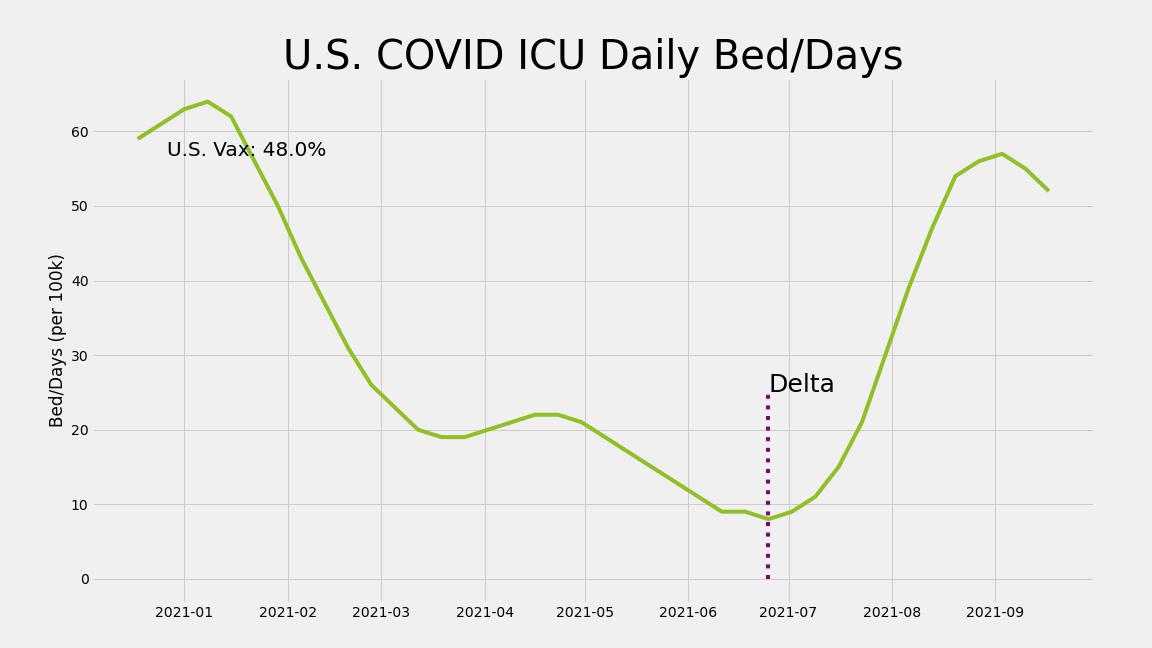 U.S. COVID ICU Daily Bed/Days
60
U.S. Vax: 48.0%
50
40
Bed/Days (per 100k)
30
Delta
20
10
0
2021-01 2021-02 2021-03 2021-04 2021-05 2021-06 2021-07 2021-08 2021-09